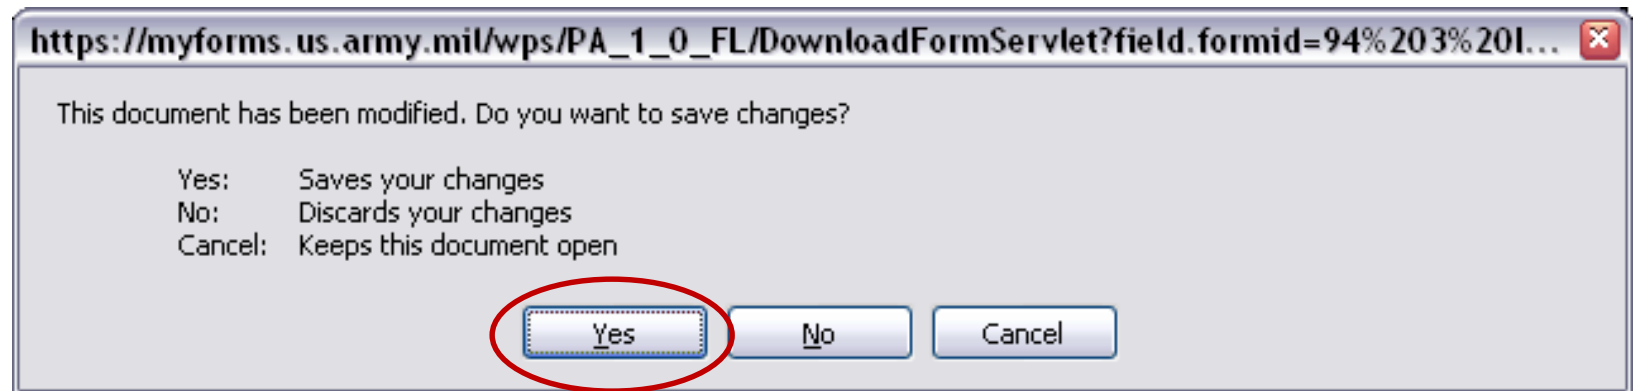 https://myforms.us.army.mil/wps/PA_1_0_FL/DownloadFormServlet?field.formid=94%203%20I...
This document has been modified. Do you want to save changes?
Yes: Saves your changes
No: Discards your changes
Cancel: Keeps this document open
Yes No Cancel